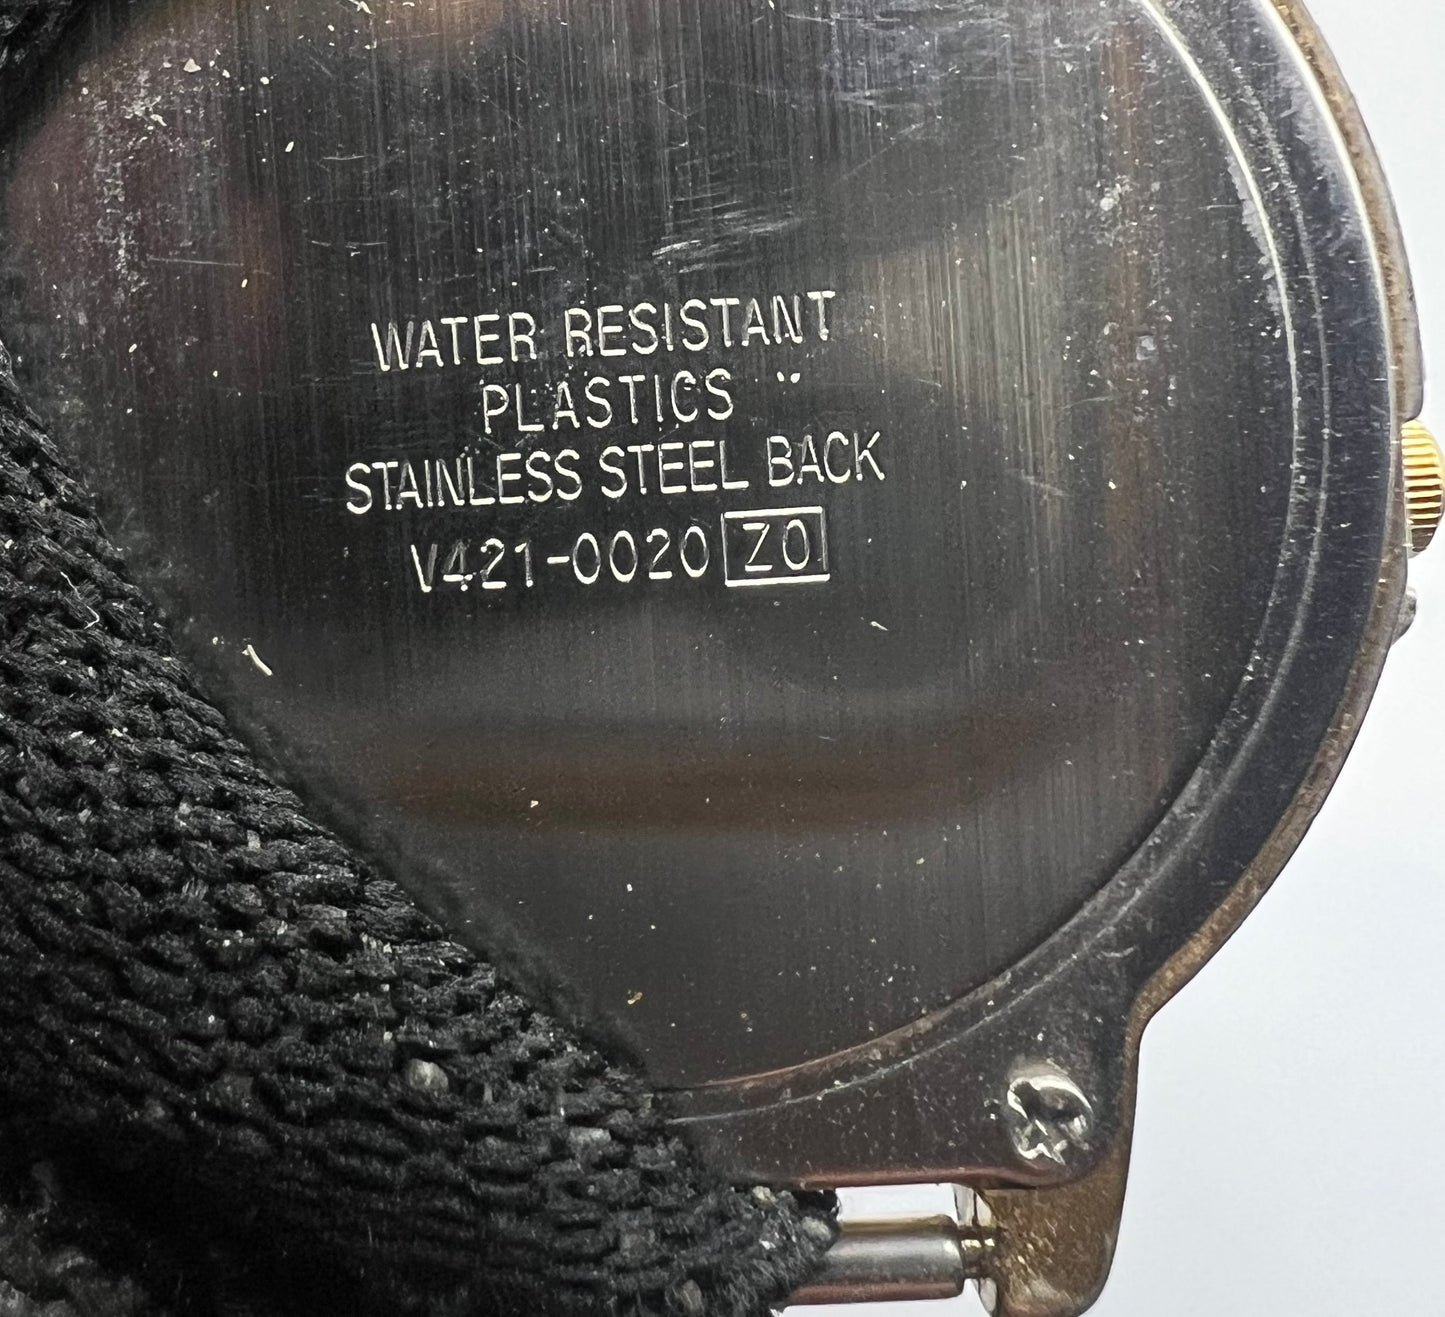 WATER RESISTANT
PLASTICS
STAINLESS STEEL BACK
V421-0020 Z0